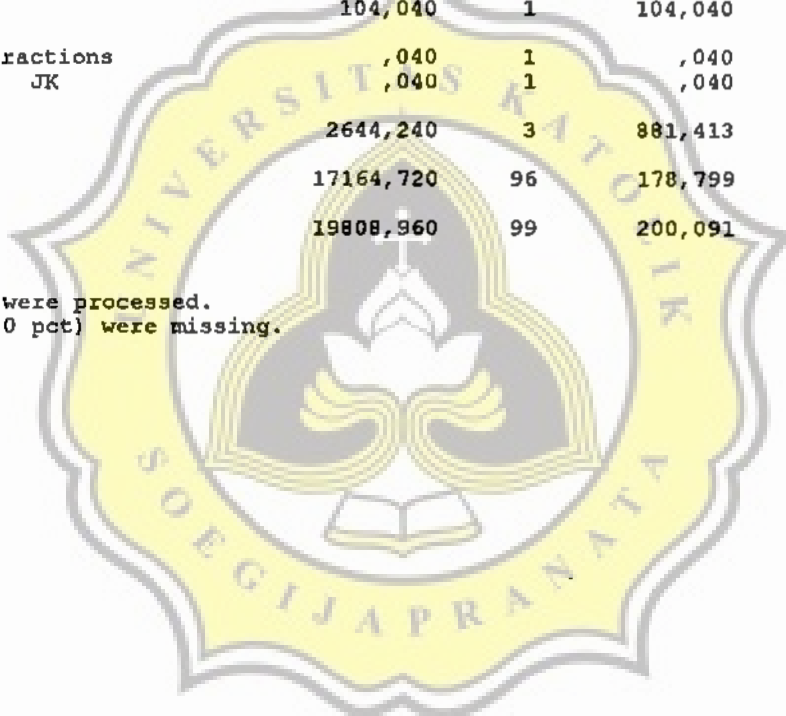 104,040 1 104,040
ractions ,040 1 ,040
JK ,040 1 ,040
2644,240 3 881,413
17164,720 96 178,799
19808,960 99 200,091
were processed.
0 pct) were missing.
UNIVERSITAS KATOLIK
SOEGIJAPRANATA